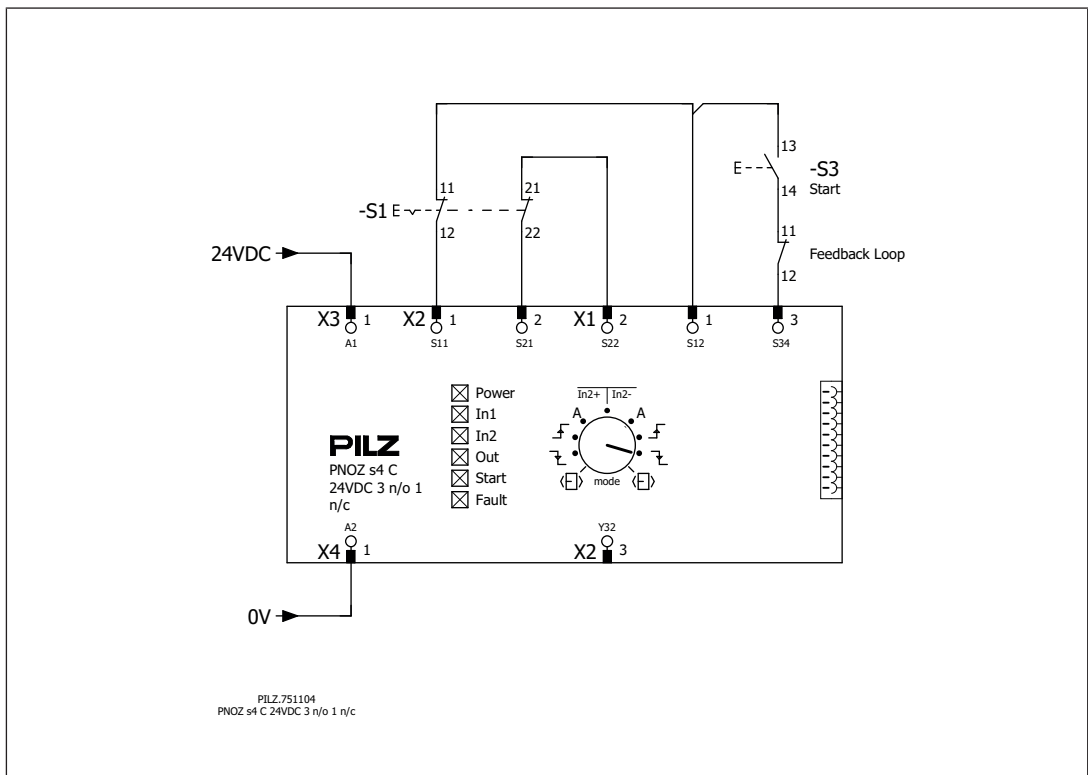 13
-S3
14 Start
11 21
-S1
12 22
11
Feedback Loop
12
24VDC
X3 1 X2 1 2 X1 2 1 3
A1 S11 S21 S22 S12 S34
Power
In1
In2
Out
Start
Fault
In2+ In2-
A A
mode
PILZ
PNOZ s4 C
24VDC 3 n/o 1
n/c
A2 Y32
X4 1 X2 3
0V
PILZ.751104
PNOZ s4 C 24VDC 3 n/o 1 n/c